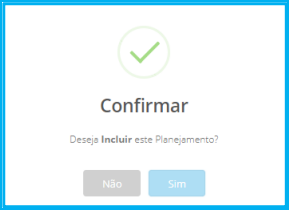 Confirmar
Deseja Incluir este Planejamento?
Não Sim